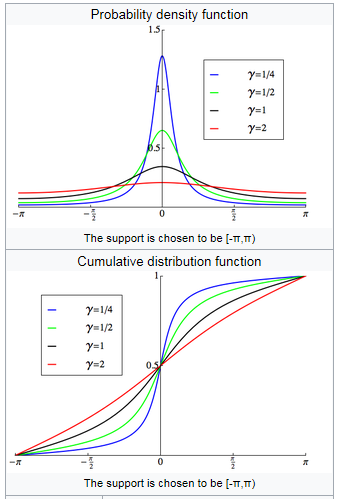 Probability density function
1.5
γ=1/4
γ=1/2
γ=1
γ=2
1
0.5
−π
−π/2
0
π/2
π
The support is chosen to be [-π,π)
Cumulative distribution function
1
γ=1/4
γ=1/2
γ=1
γ=2
0.5
−π
−π/2
0
π/2
π
The support is chosen to be [-π,π)